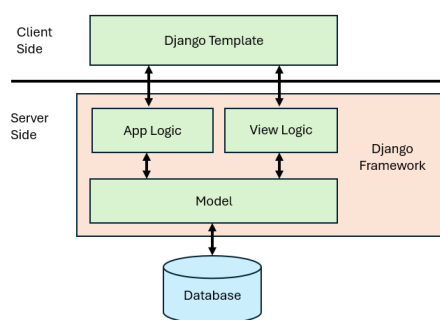 Client
Side
Django Template
Server
Side
App Logic
View Logic
Django
Framework
Model
Database